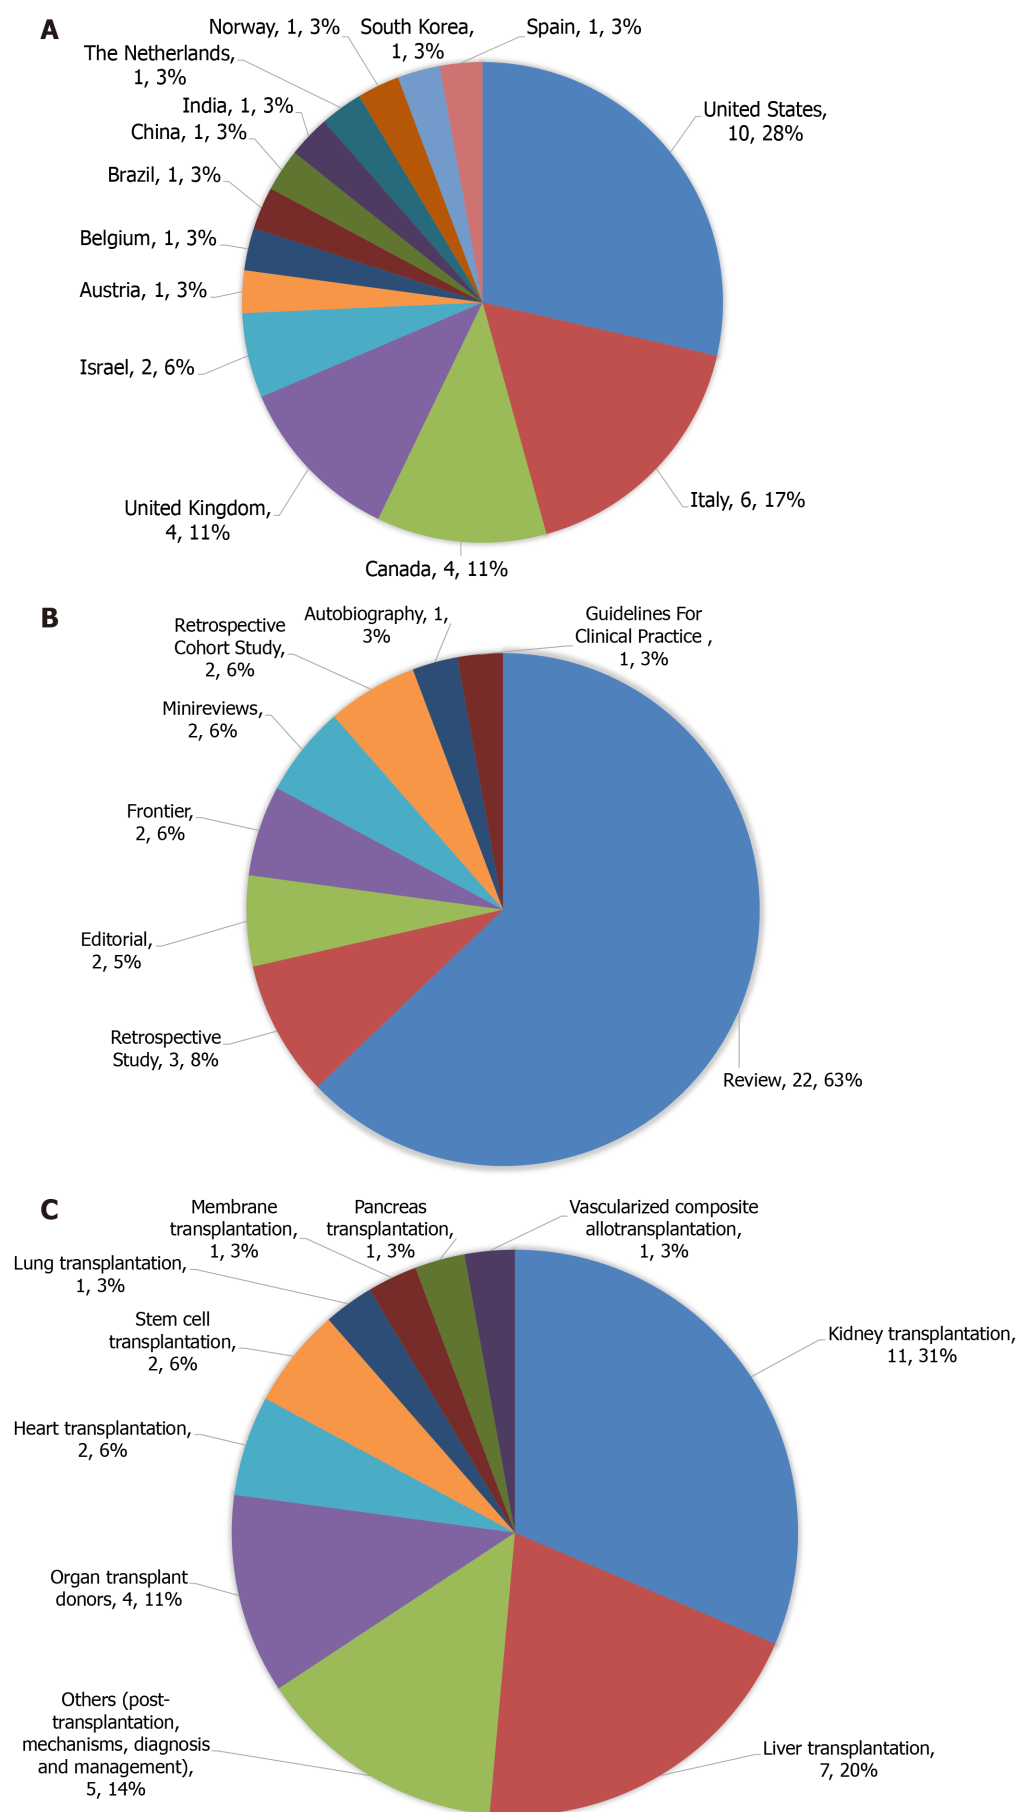 A
Norway, 1, 3%
South Korea,
1, 3%
Spain, 1, 3%
The Netherlands,
1, 3%
India, 1, 3%
China, 1, 3%
Brazil, 1, 3%
Belgium, 1, 3%
Austria, 1, 3%
Israel, 2, 6%
United Kingdom,
4, 11%
Canada, 4, 11%
Italy, 6, 17%
United States,
10, 28%
B
Retrospective
Cohort Study,
2, 6%
Autobiography, 1,
3%
Guidelines For
Clinical Practice ,
1, 3%
Minireviews,
2, 6%
Frontier,
2, 6%
Editorial,
2, 5%
Retrospective
Study, 3, 8%
Review, 22, 63%
C
Membrane
transplantation,
1, 3%
Pancreas
transplantation,
1, 3%
Vascularized composite
allotransplantation,
1, 3%
Lung transplantation,
1, 3%
Stem cell
transplantation,
2, 6%
Heart transplantation,
2, 6%
Organ transplant
donors, 4, 11%
Others (post-
transplantation,
mechanisms, diagnosis
and management),
5, 14%
Liver transplantation,
7, 20%
Kidney transplantation,
11, 31%